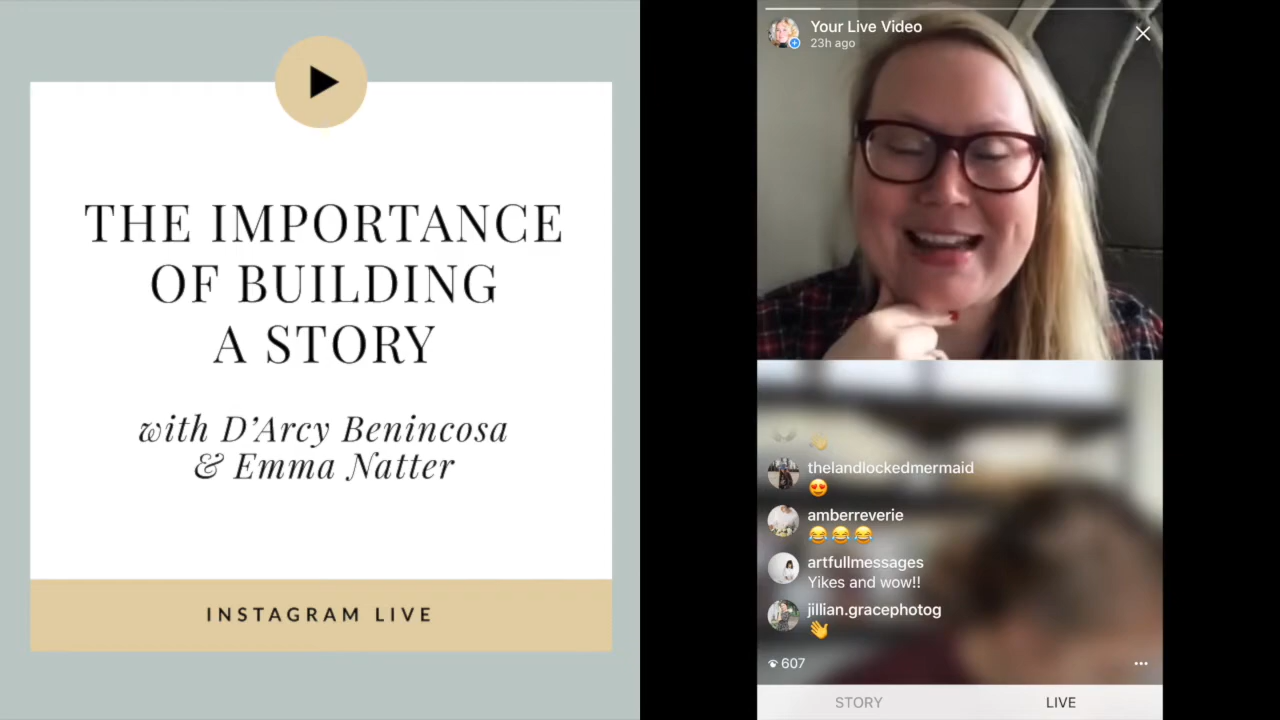 THE IMPORTANCE
OF BUILDING
A STORY
with D'Arcy Benincosa
& Emma Natter
INSTAGRAM LIVE
Your Live Video
23h ago
thelandlockedmermaid
😍
amberreverie
😂😂😂
artfullmessages
Yikes and wow!!
jillian.gracephotog
👋
607
STORY
LIVE